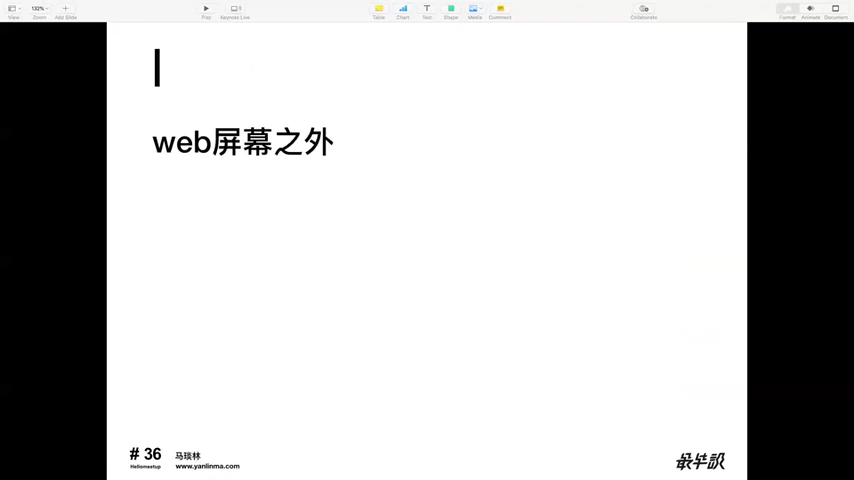 132%
View
Zoom
Add Slide
Play
Keynote Live
Table
Chart
Text
Shape
Media
Comment
Collaborate
Format
Animate
Document
web屏幕之外
# 36
Hellomeetup
马琰林
www.yanlinma.com